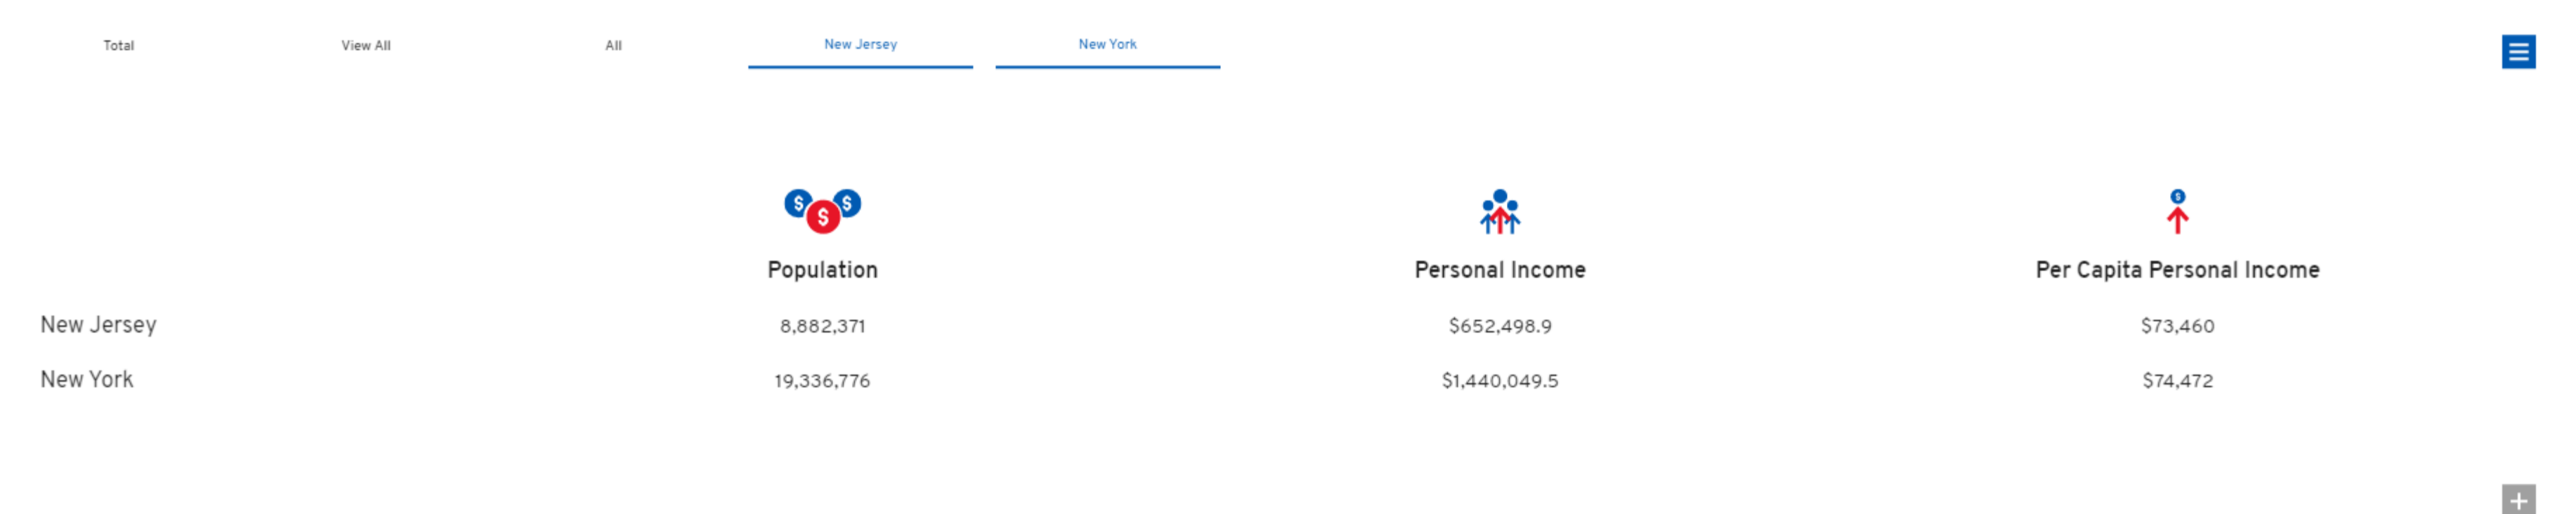 Total View All All New Jersey New York
$ $ $ $
Population Personal Income Per Capita Personal Income
New Jersey 8,882,371 $652,498.9 $73,460
New York 19,336,776 $1,440,049.5 $74,472